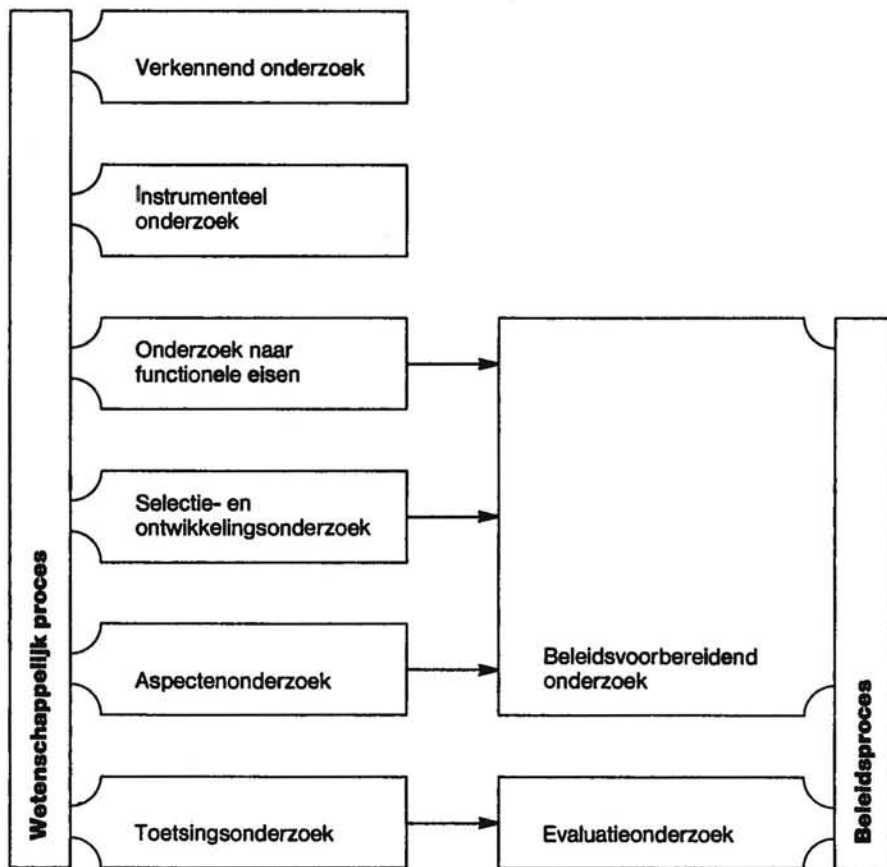 Wetenschappelijk proces
Verkennend onderzoek
Instrumenteel
onderzoek
Onderzoek naar
functionele eisen
Selectie- en
ontwikkelingsonderzoek
Aspectenonderzoek
Toetsingsonderzoek
Beleidsvoorbereidend
onderzoek
Evaluatieonderzoek
Beleidsproces